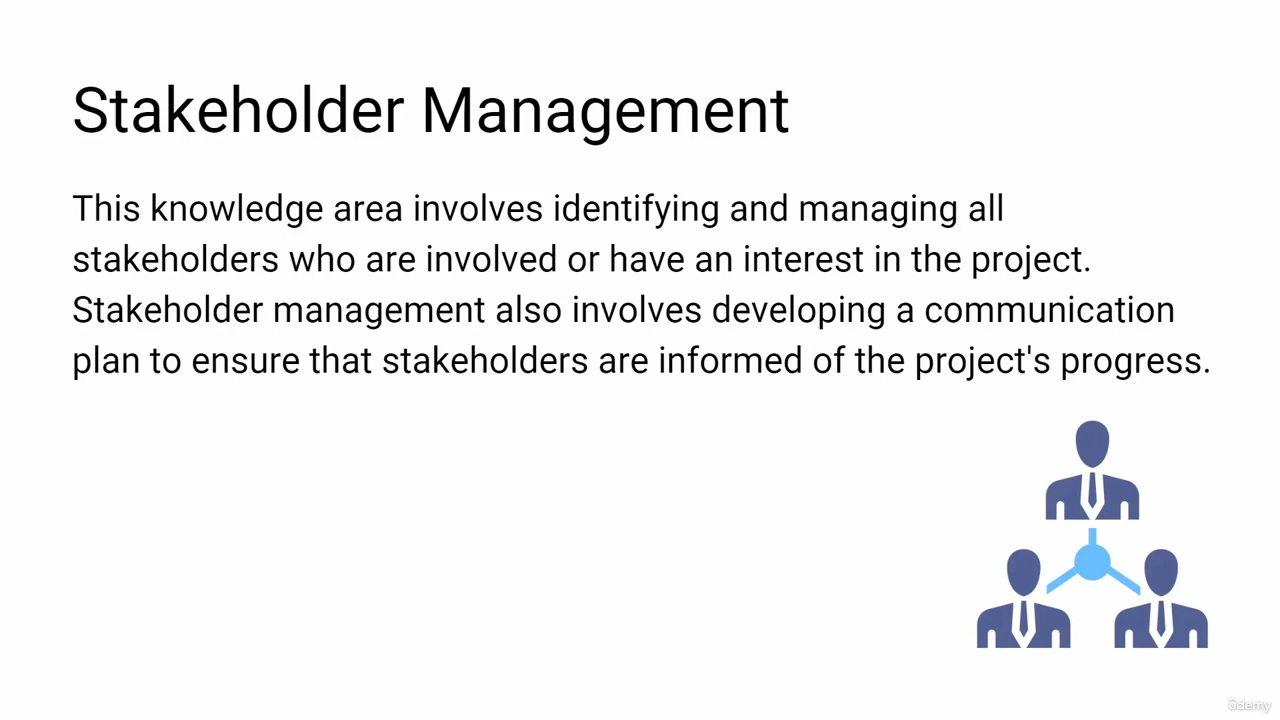 Stakeholder Management
This knowledge area involves identifying and managing all
stakeholders who are involved or have an interest in the project.
Stakeholder management also involves developing a communication
plan to ensure that stakeholders are informed of the project's progress.
ûdemy